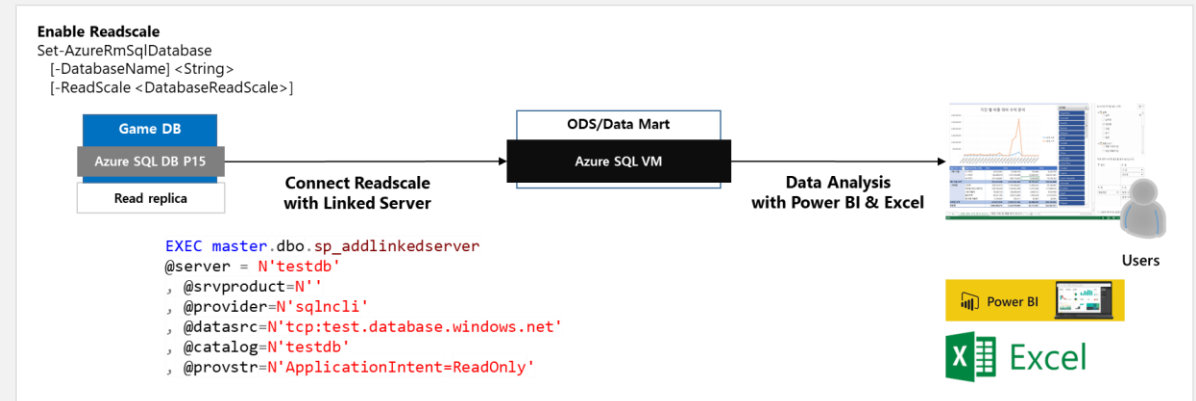 Enable Readscale
Set-AzureRmSqlDatabase
[-DatabaseName] <String>
[-ReadScale <DatabaseReadScale>]
Game DB
Azure SQL DB P15
Read replica
Connect Readscale
with Linked Server
ODS/Data Mart
Azure SQL VM
Data Analysis
with Power BI & Excel
Users
Power BI
Excel
EXEC master.dbo.sp_addlinkedserver
@server = N'testdb'
, @srvproduct=N''
, @provider=N'sqlncli'
, @datasrc=N'tcp:test.database.windows.net'
, @catalog=N'testdb'
, @provstr=N'ApplicationIntent=ReadOnly'